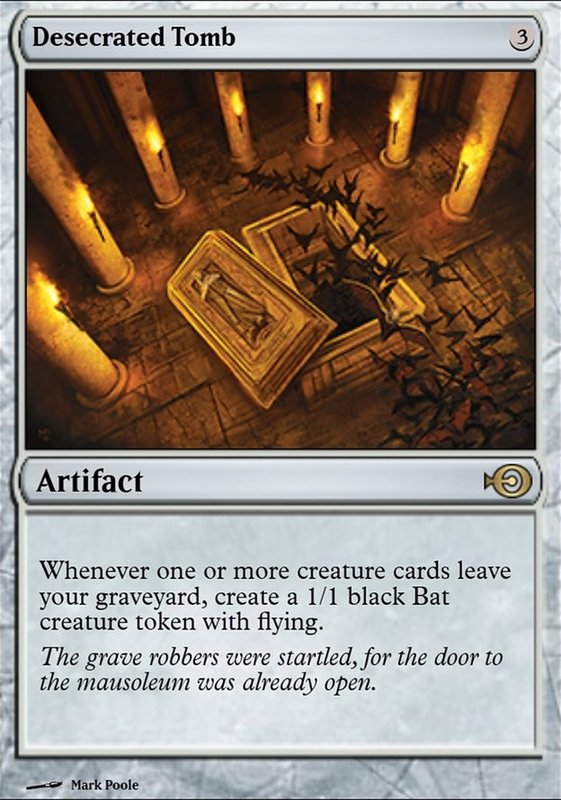 Desecrated Tomb 3
Artifact
Whenever one or more creature cards leave
your graveyard, create a 1/1 black Bat
creature token with flying.
The grave robbers were startled, for the door to
the mausoleum was already open.
Mark Poole